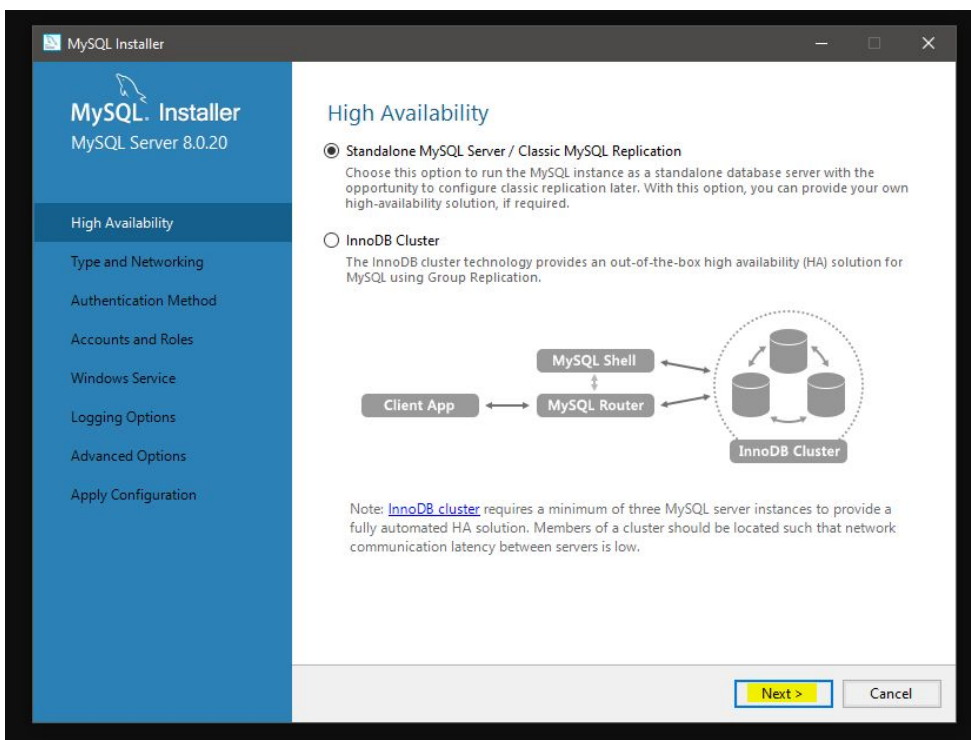 MySQL Installer
MySQL. Installer
MySQL Server 8.0.20
High Availability
Type and Networking
Authentication Method
Accounts and Roles
Windows Service
Logging Options
Advanced Options
Apply Configuration
High Availability
Standalone MySQL Server / Classic MySQL Replication
Choose this option to run the MySQL instance as a standalone database server with the
opportunity to configure classic replication later. With this option, you can provide your own
high-availability solution, if required.
InnoDB Cluster
The InnoDB cluster technology provides an out-of-the-box high availability (HA) solution for
MySQL using Group Replication.
MySQL Shell
Client App
MySQL Router
InnoDB Cluster
Note: InnoDB cluster requires a minimum of three MySQL server instances to provide a
fully automated HA solution. Members of a cluster should be located such that network
communication latency between servers is low.
Next >
Cancel